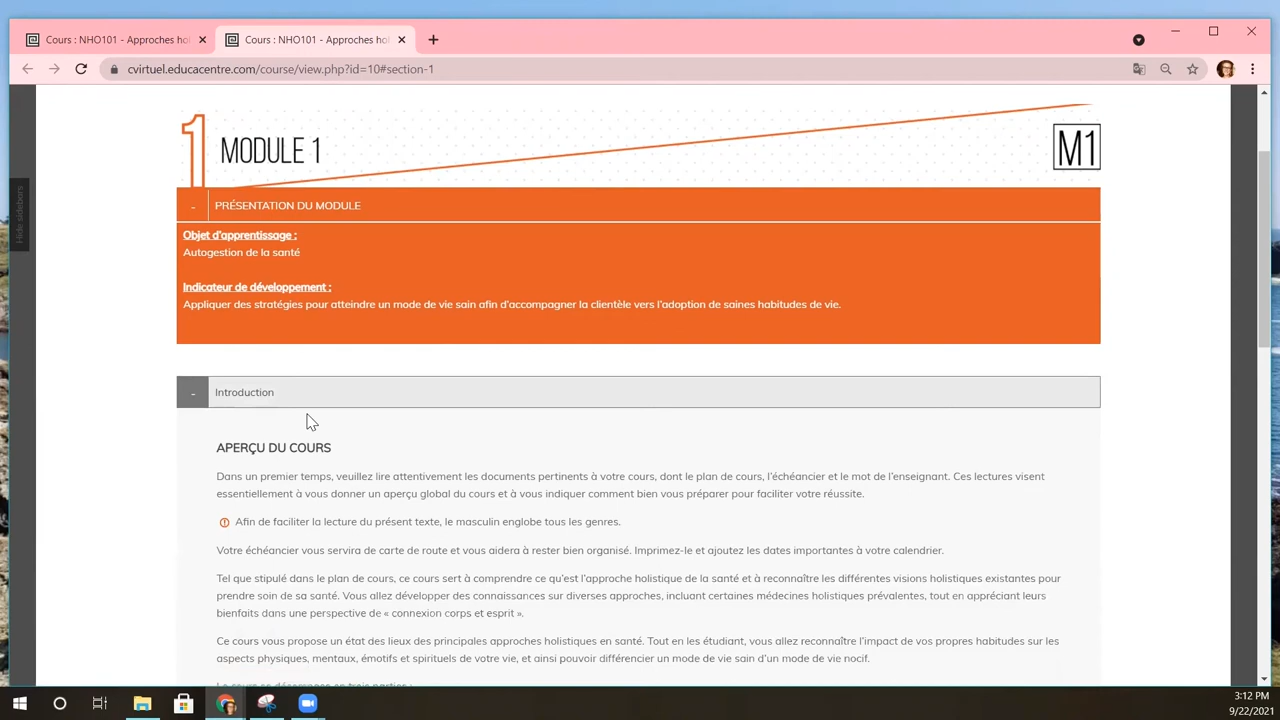 Cours : NHO101 - Approches hol
Cours : NHO101 - Approches hol
cvirtuel.educacentre.com/course/view.php?id=10#section-1
Hide sidebars
1 MODULE 1
M1
- PRÉSENTATION DU MODULE
Objet d'apprentissage :
Autogestion de la santé
Indicateur de développement :
Appliquer des stratégies pour atteindre un mode de vie sain afin d'accompagner la clientèle vers l'adoption de saines habitudes de vie.
- Introduction
APERÇU DU COURS
Dans un premier temps, veuillez lire attentivement les documents pertinents à votre cours, dont le plan de cours, l'échéancier et le mot de l'enseignant. Ces lectures visent
essentiellement à vous donner un aperçu global du cours et à vous indiquer comment bien vous préparer pour faciliter votre réussite.
Afin de faciliter la lecture du présent texte, le masculin englobe tous les genres.
Votre échéancier vous servira de carte de route et vous aidera à rester bien organisé. Imprimez-le et ajoutez les dates importantes à votre calendrier.
Tel que stipulé dans le plan de cours, ce cours sert à comprendre ce qu'est l'approche holistique de la santé et à reconnaître les différentes visions holistiques existantes pour
prendre soin de sa santé. Vous allez développer des connaissances sur diverses approches, incluant certaines médecines holistiques prévalentes, tout en appréciant leurs
bienfaits dans une perspective de « connexion corps et esprit ».
Ce cours vous propose un état des lieux des principales approches holistiques en santé. Tout en les étudiant, vous allez reconnaître l'impact de vos propres habitudes sur les
aspects physiques, mentaux, émotifs et spirituels de votre vie, et ainsi pouvoir différencier un mode de vie sain d'un mode de vie nocif.
Le cours se décompose en trois parties :
3:12 PM
9/22/2021